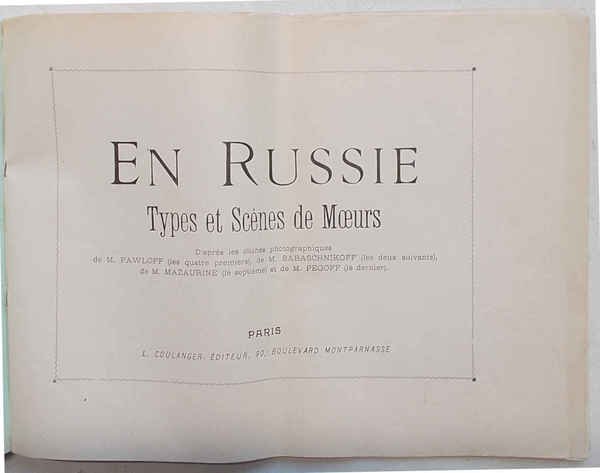 EN RUSSIE
Types et Scènes de Mœurs
D'après les clichés photographiques
de M. PAWLOFF (les quatre premiers), de M. BABASCHNIKOFF (les deux suivants),
de M. MAZAURINE (le septième) et de M. PEGOFF (le dernier).
PARIS
L. BOULANGER, ÉDITEUR, 90, BOULEVARD MONTPARNASSE